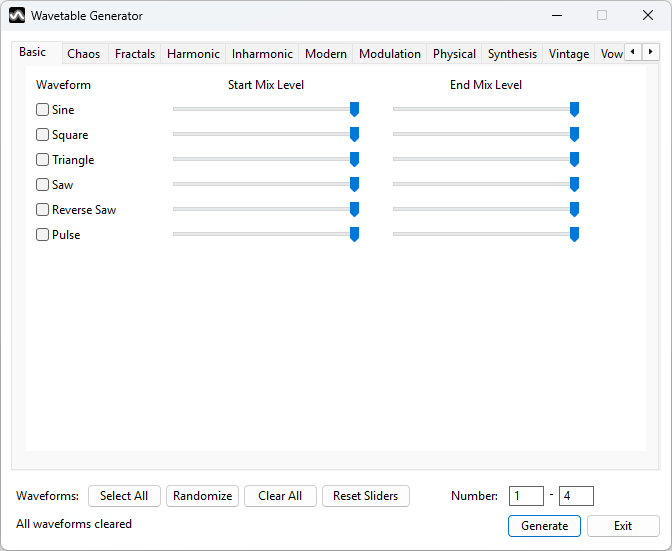 Wavetable Generator
Basic Chaos Fractals Harmonic Inharmonic Modern Modulation Physical Synthesis Vintage Vow
Waveform Start Mix Level End Mix Level
Sine
Square
Triangle
Saw
Reverse Saw
Pulse
Waveforms: Select All Randomize Clear All Reset Sliders Number: 1 - 4
All waveforms cleared Generate Exit